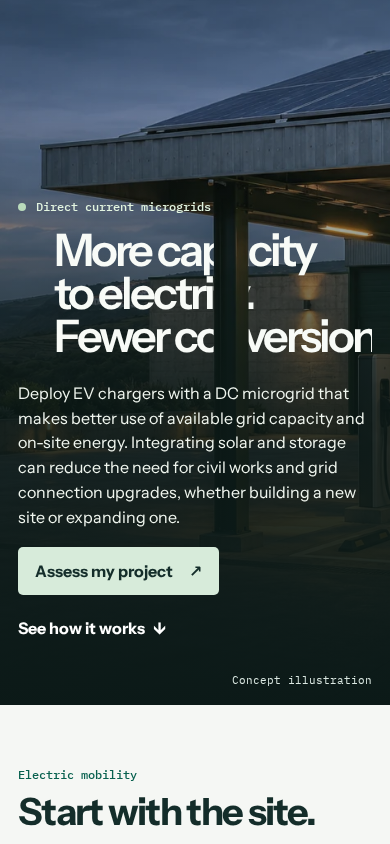 Direct current microgrids
More capacity
to electrify.
Fewer conversion
Deploy EV chargers with a DC microgrid that
makes better use of available grid capacity and
on-site energy. Integrating solar and storage
can reduce the need for civil works and grid
connection upgrades, whether building a new
site or expanding one.
Assess my project ↗
See how it works ↓
Concept illustration
Electric mobility
Start with the site.